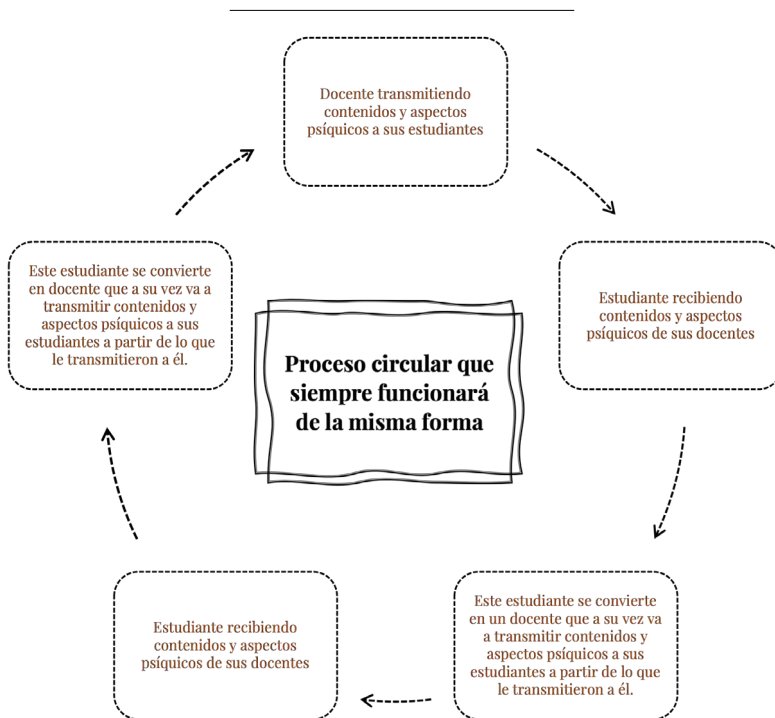 Docente transmitiendo
contenidos y aspectos
psíquicos a sus estudiantes
Estudiante recibiendo
contenidos y aspectos
psíquicos de sus docentes
Este estudiante se convierte
en un docente que a su vez va
a transmitir contenidos y
aspectos psíquicos a sus
estudiantes a partir de lo que
le transmitieron a él.
Estudiante recibiendo
contenidos y aspectos
psíquicos de sus docentes
Este estudiante se convierte
en docente que a su vez va a
transmitir contenidos y
aspectos psíquicos a sus
estudiantes a partir de lo que
le transmitieron a él.
Proceso circular que
siempre funcionará
de la misma forma